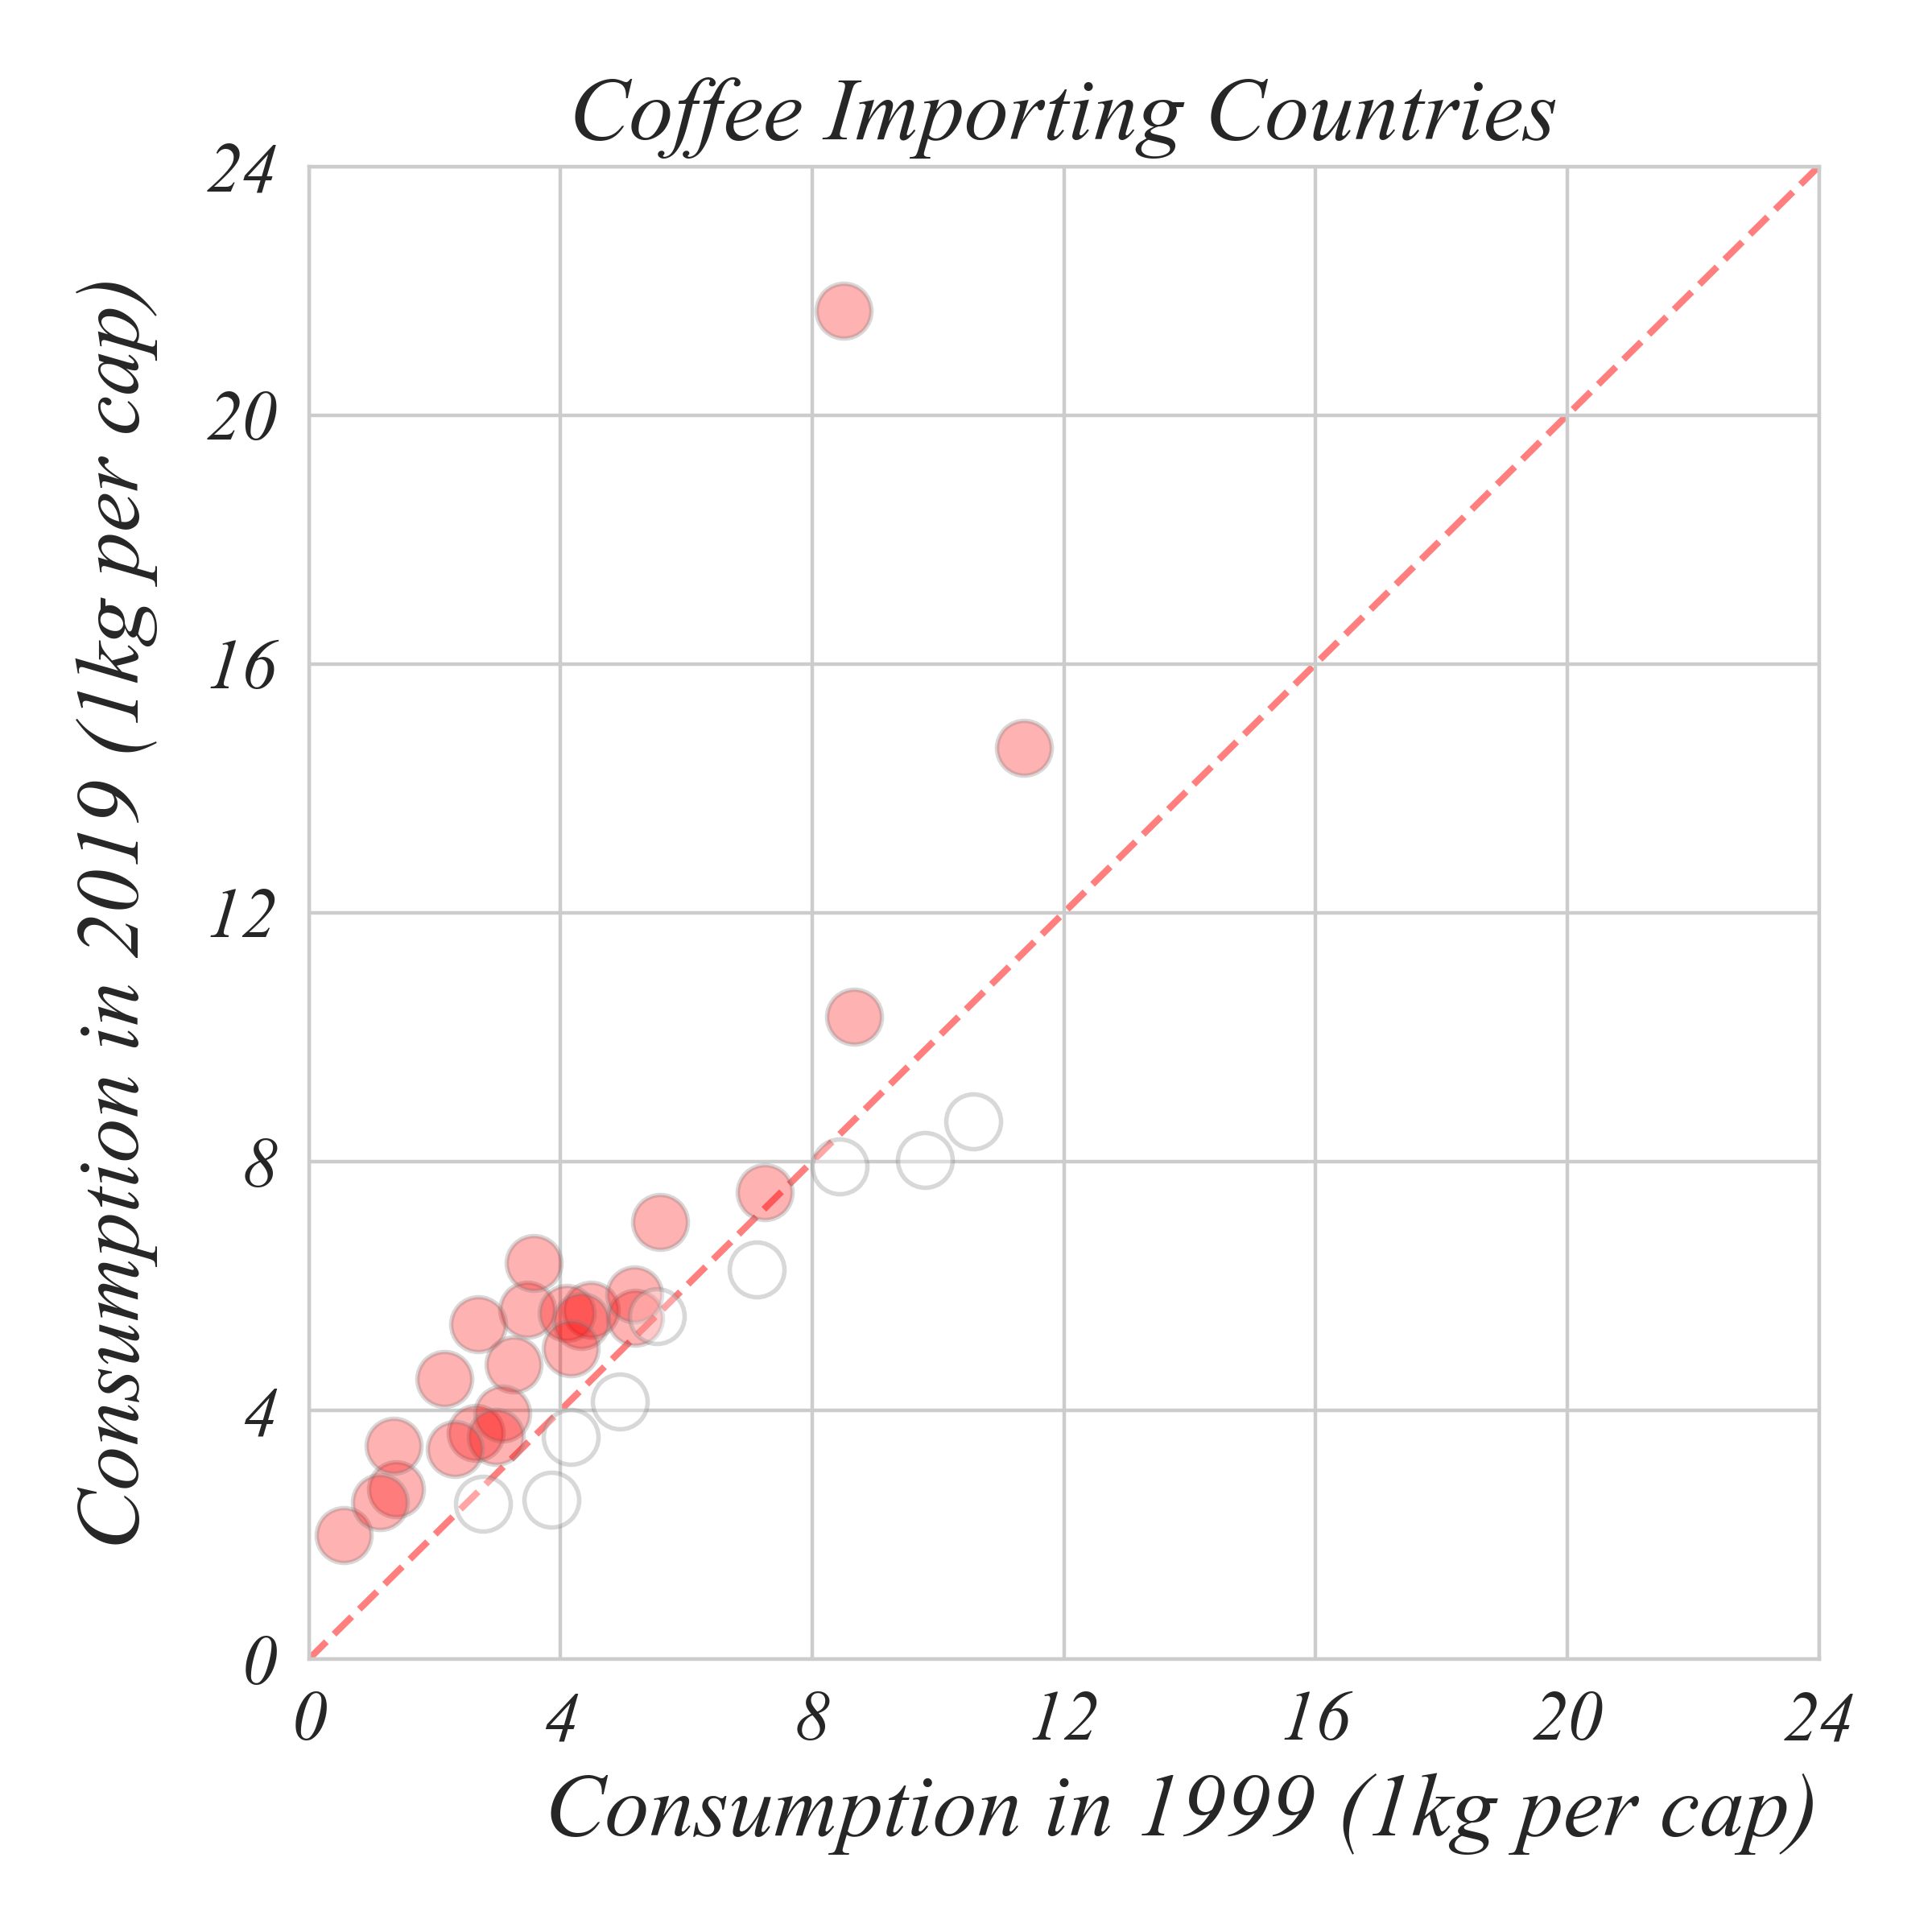 Coffee Importing Countries
24
20
16
12
8
4
0
Consumption in 2019 (1kg per cap)
0 4 8 12 16 20 24
Consumption in 1999 (1kg per cap)